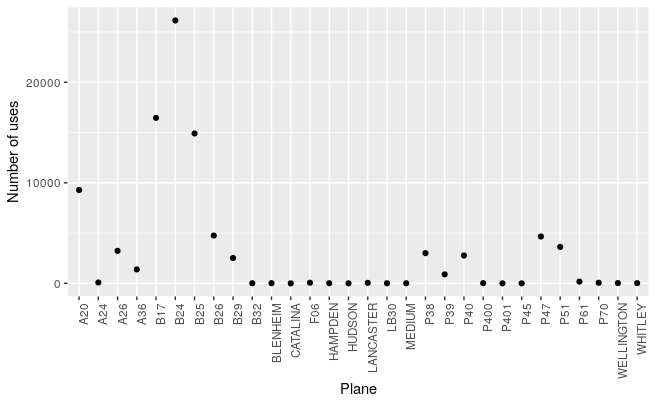 Number of uses
20000
10000
0
A20
A24
A26
A36
B17
B24
B25
B26
B29
B32
BLENHEIM
CATALINA
F06
HAMPDEN
HUDSON
LANCASTER
LB30
MEDIUM
P38
P39
P40
P400
P401
P45
P47
P51
P61
P70
WELLINGTON
WHITLEY
Plane